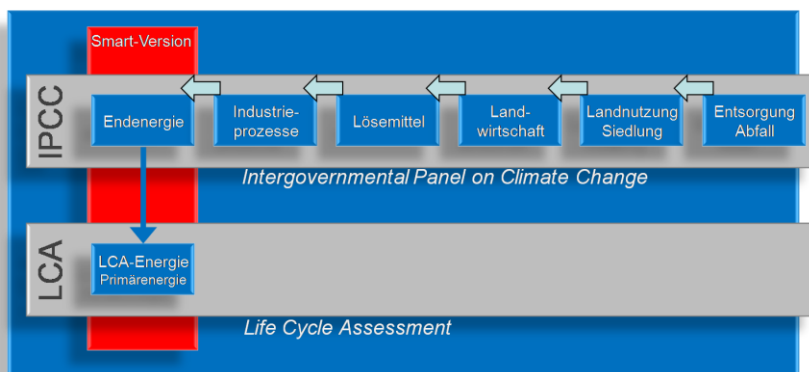 Smart-Version
IPCC
Endenergie
Industrie-
prozesse
Lösemittel
Land-
wirtschaft
Landnutzung
Siedlung
Entsorgung
Abfall
Intergovernmental Panel on Climate Change
LCA
LCA-Energie
Primärenergie
Life Cycle Assessment